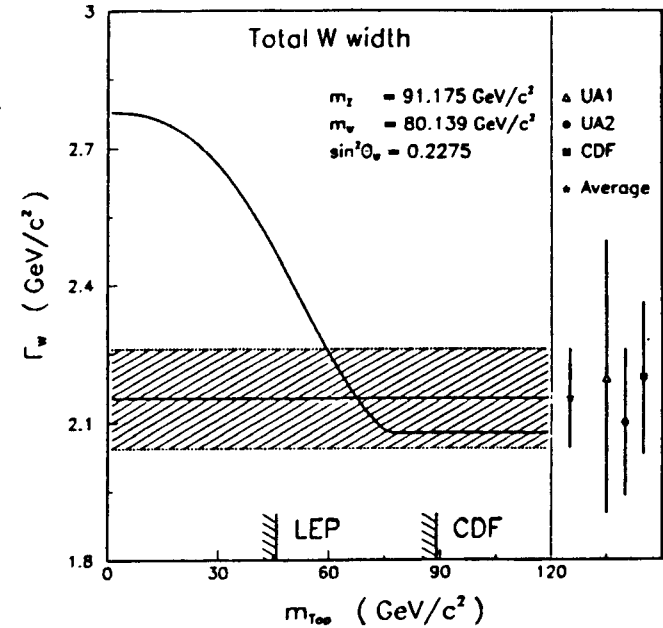 Total W width
m_Z = 91.175 GeV/c²
m_w = 80.139 GeV/c²
sin²θ_w = 0.2275
△ UA1
● UA2
■ CDF
★ Average
3
2.7
2.4
2.1
1.8
Γ_w ( GeV/c² )
LEP
CDF
0 30 60 90 120
m_Top ( GeV/c² )